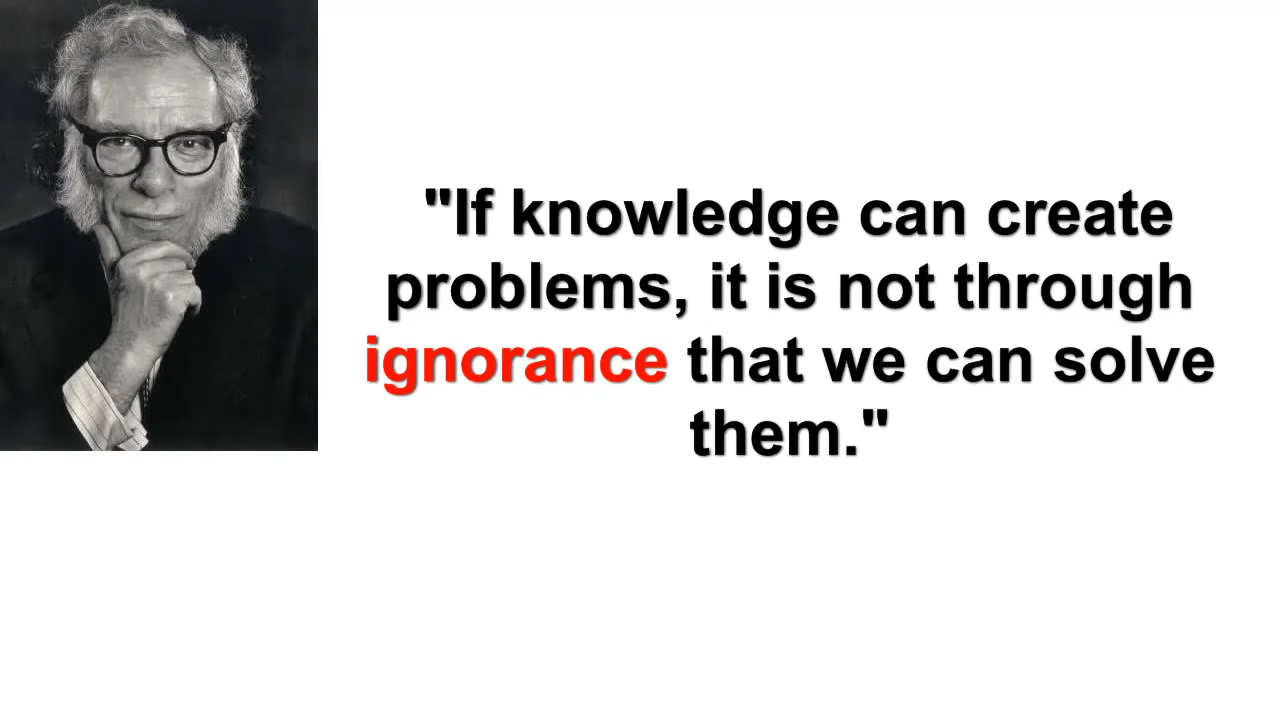 "If knowledge can create
problems, it is not through
ignorance that we can solve
them."